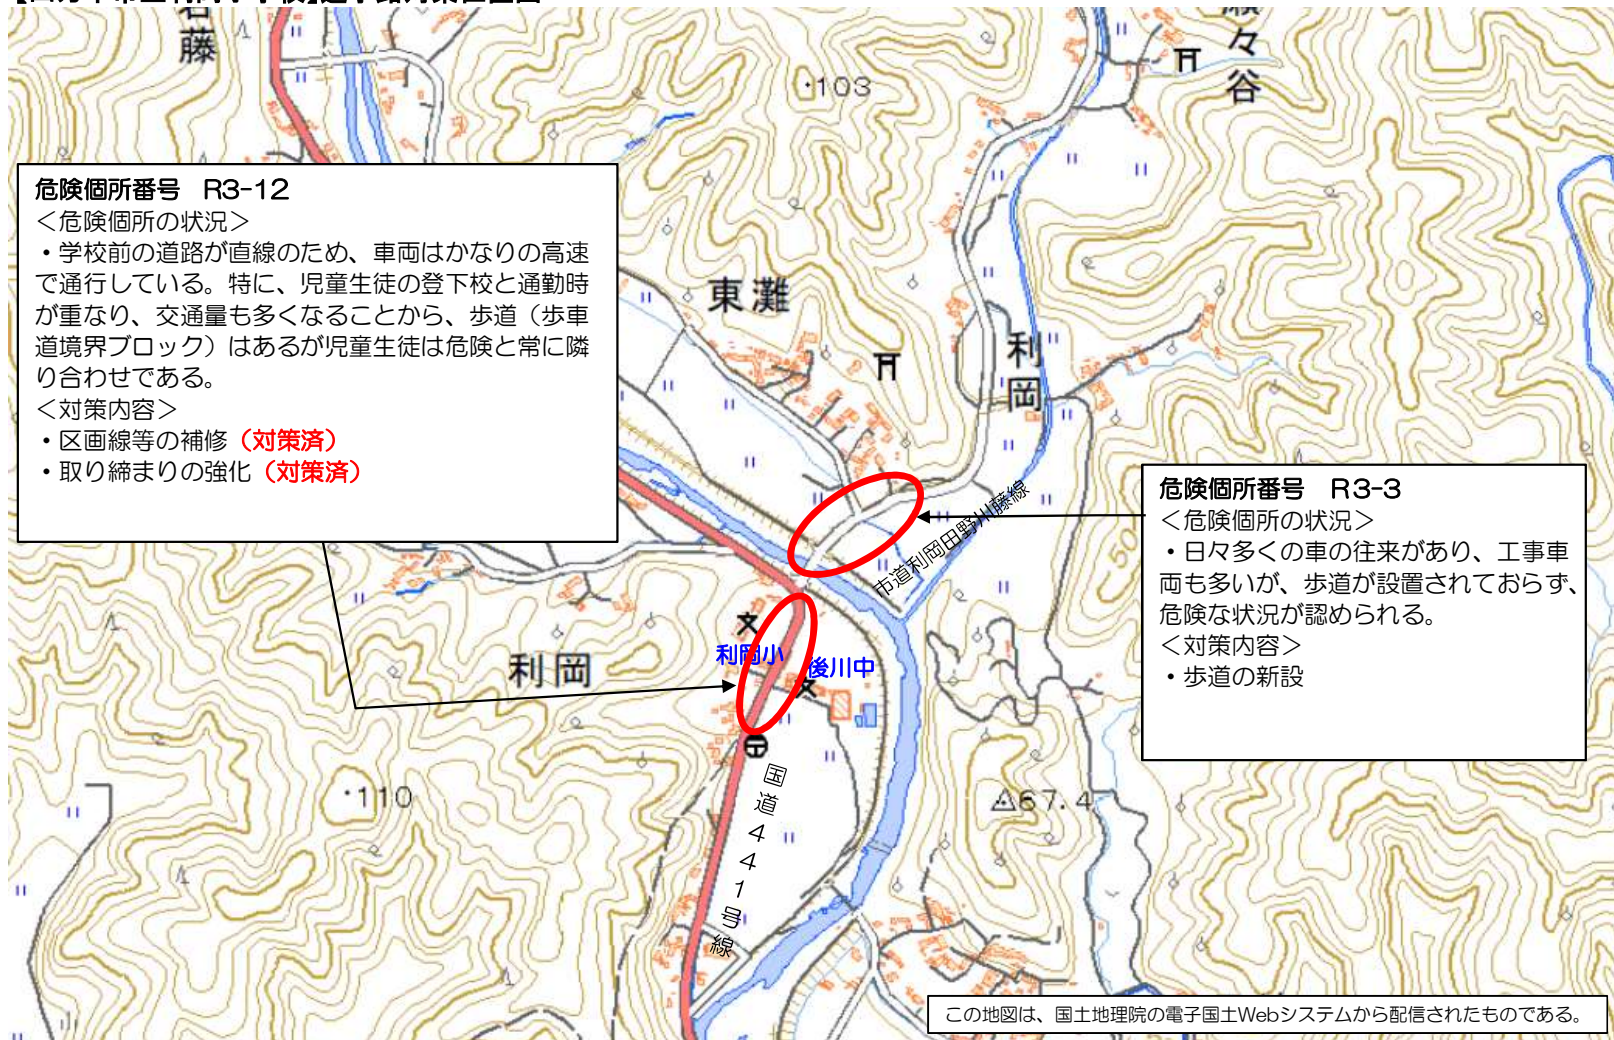 危険個所番号　R3-12
＜危険個所の状況＞
・学校前の道路が直線のため、車両はかなりの高速
で通行している。特に、児童生徒の登下校と通勤時
が重なり、交通量も多くなることから、歩道（歩車
道境界ブロック）はあるが児童生徒は危険と常に隣
り合わせである。
＜対策内容＞
・区画線等の補修（対策済）
・取り締まりの強化（対策済）
危険個所番号　R3-3
＜危険個所の状況＞
・日々多くの車の往来があり、工事車
両も多いが、歩道が設置されておらず、
危険な状況が認められる。
＜対策内容＞
・歩道の新設
藤
々谷
・103
東灘
利岡
市道利岡田野川藤線
利岡小
後川中
利岡
国道441号線
・110
67.4
50
この地図は、国土地理院の電子国土Webシステムから配信されたものである。